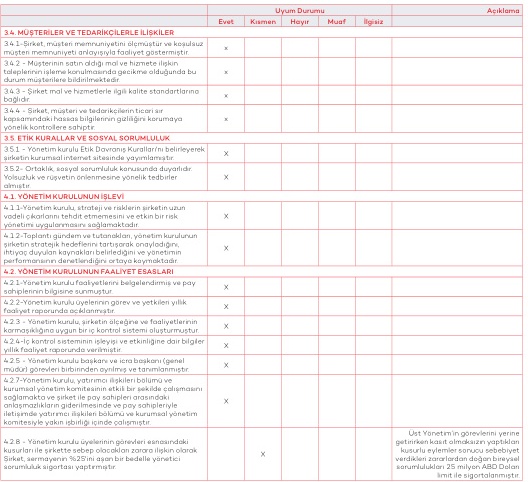 Uyum Durumu Açıklama
Evet Kısmen Hayır Muaf İlgisiz
3.4. MÜŞTERİLER VE TEDARİKÇİLERLE İLİŞKİLER
3.4.1-Şirket, müşteri memnuniyetini ölçmüştür ve koşulsuz
müşteri memnuniyeti anlayışıyla faaliyet göstermiştir. x
3.4.2 - Müşterinin satın aldığı mal ve hizmete ilişkin
taleplerinin işleme konulmasında gecikme olduğunda bu
durum müşterilere bildirilmektedir. x
3.4.3 - Şirket mal ve hizmetlerle ilgili kalite standartlarına
bağlıdır. x
3.4.4 - Şirket, müşteri ve tedarikçilerin ticari sır
kapsamındaki hassas bilgilerinin gizliliğini korumaya
yönelik kontrollere sahiptir. x
3.5. ETİK KURALLAR VE SOSYAL SORUMLULUK
3.5.1 - Yönetim kurulu Etik Davranış Kuralları'nı belirleyerek
şirketin kurumsal internet sitesinde yayımlamıştır. X
3.5.2- Ortaklık, sosyal sorumluluk konusunda duyarlıdır.
Yolsuzluk ve rüşvetin önlenmesine yönelik tedbirler
almıştır. X
4.1. YÖNETİM KURULUNUN İŞLEVİ
4.1.1-Yönetim kurulu, strateji ve risklerin şirketin uzun
vadeli çıkarlarını tehdit etmemesini ve etkin bir risk
yönetimi uygulanmasını sağlamaktadır. X
4.1.2-Toplantı gündem ve tutanakları, yönetim kurulunun
şirketin stratejik hedeflerini tartışarak onayladığını,
ihtiyaç duyulan kaynakları belirlediğini ve yönetimin
performansının denetlendiğini ortaya koymaktadır. X
4.2. YÖNETİM KURULUNUN FAALİYET ESASLARI
4.2.1-Yönetim kurulu faaliyetlerini belgelendirmiş ve pay
sahiplerinin bilgisine sunmuştur. X
4.2.2-Yönetim kurulu üyelerinin görev ve yetkileri yıllık
faaliyet raporunda açıklanmıştır. X
4.2.3 - Yönetim kurulu, şirketin ölçeğine ve faaliyetlerinin
karmaşıklığına uygun bir iç kontrol sistemi oluşturmuştur. X
4.2.4-İç kontrol sisteminin işleyişi ve etkinliğine dair bilgiler
yıllık faaliyet raporunda verilmiştir. X
4.2.5 - Yönetim kurulu başkanı ve icra başkanı (genel
müdür) görevleri birbirinden ayrılmış ve tanımlanmıştır. X
4.2.7-Yönetim kurulu, yatırımcı ilişkileri bölümü ve
kurumsal yönetim komitesinin etkili bir şekilde çalışmasını
sağlamakta ve şirket ile pay sahipleri arasındaki
anlaşmazlıkların giderilmesinde ve pay sahipleriyle
iletişimde yatırımcı ilişkileri bölümü ve kurumsal yönetim
komitesiyle yakın işbirliği içinde çalışmıştır. X
4.2.8 - Yönetim kurulu üyelerinin görevleri esnasındaki
kusurları ile şirkette sebep olacakları zarara ilişkin olarak
Şirket, sermayenin %25'ini aşan bir bedelle yönetici
sorumluluk sigortası yaptırmıştır X
Üst Yönetim'in görevlerini yerine
getirirken kasıt olmaksızın yaptıkları
kusurlu eylemler sonucu sebebiyet
verdikleri zararlardan doğan bireysel
sorumlulukları 25 milyon ABD Doları
limit ile sigortalanmıştır.